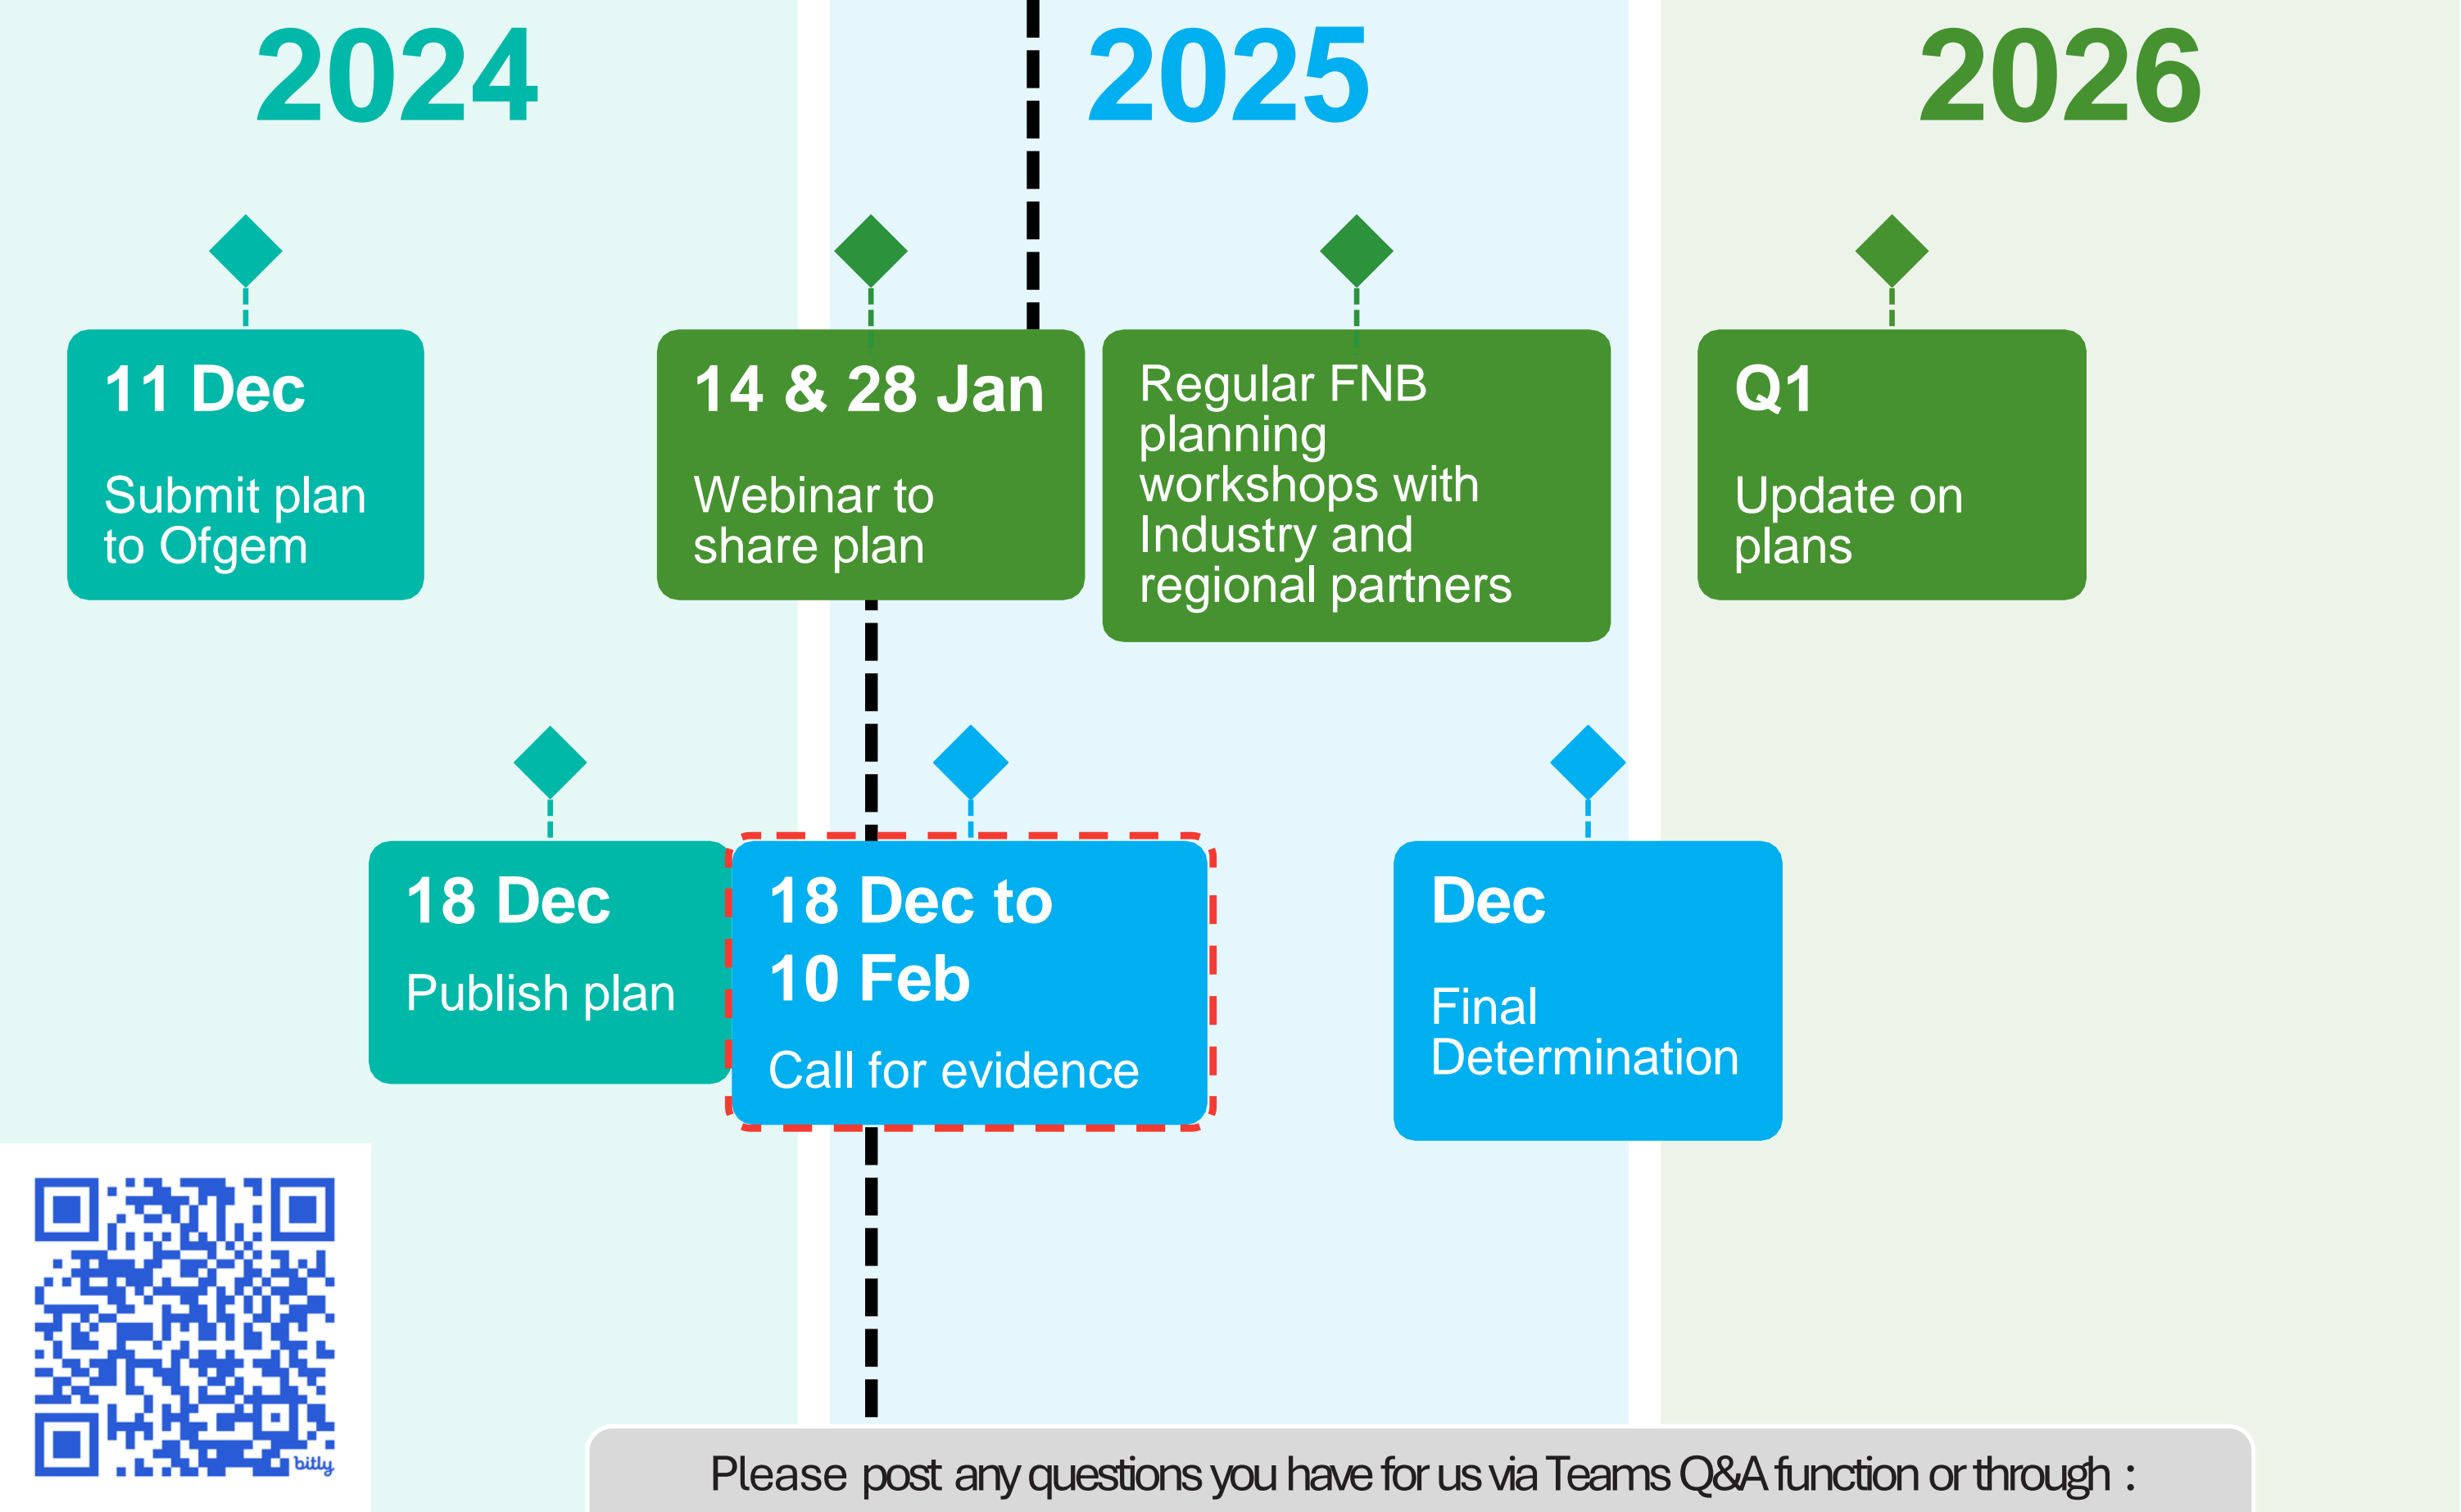 2024
2025
2026
11 Dec
Submit plan
to Ofgem
14 & 28 Jan
Webinar to
share plan
Regular FNB
planning
workshops with
Industry and
regional partners
Q1
Update on
plans
18 Dec
Publish plan
18 Dec to
10 Feb
Call for evidence
Dec
Final
Determination
bitly
Please post any questions you have for us via Teams Q&A function or through :